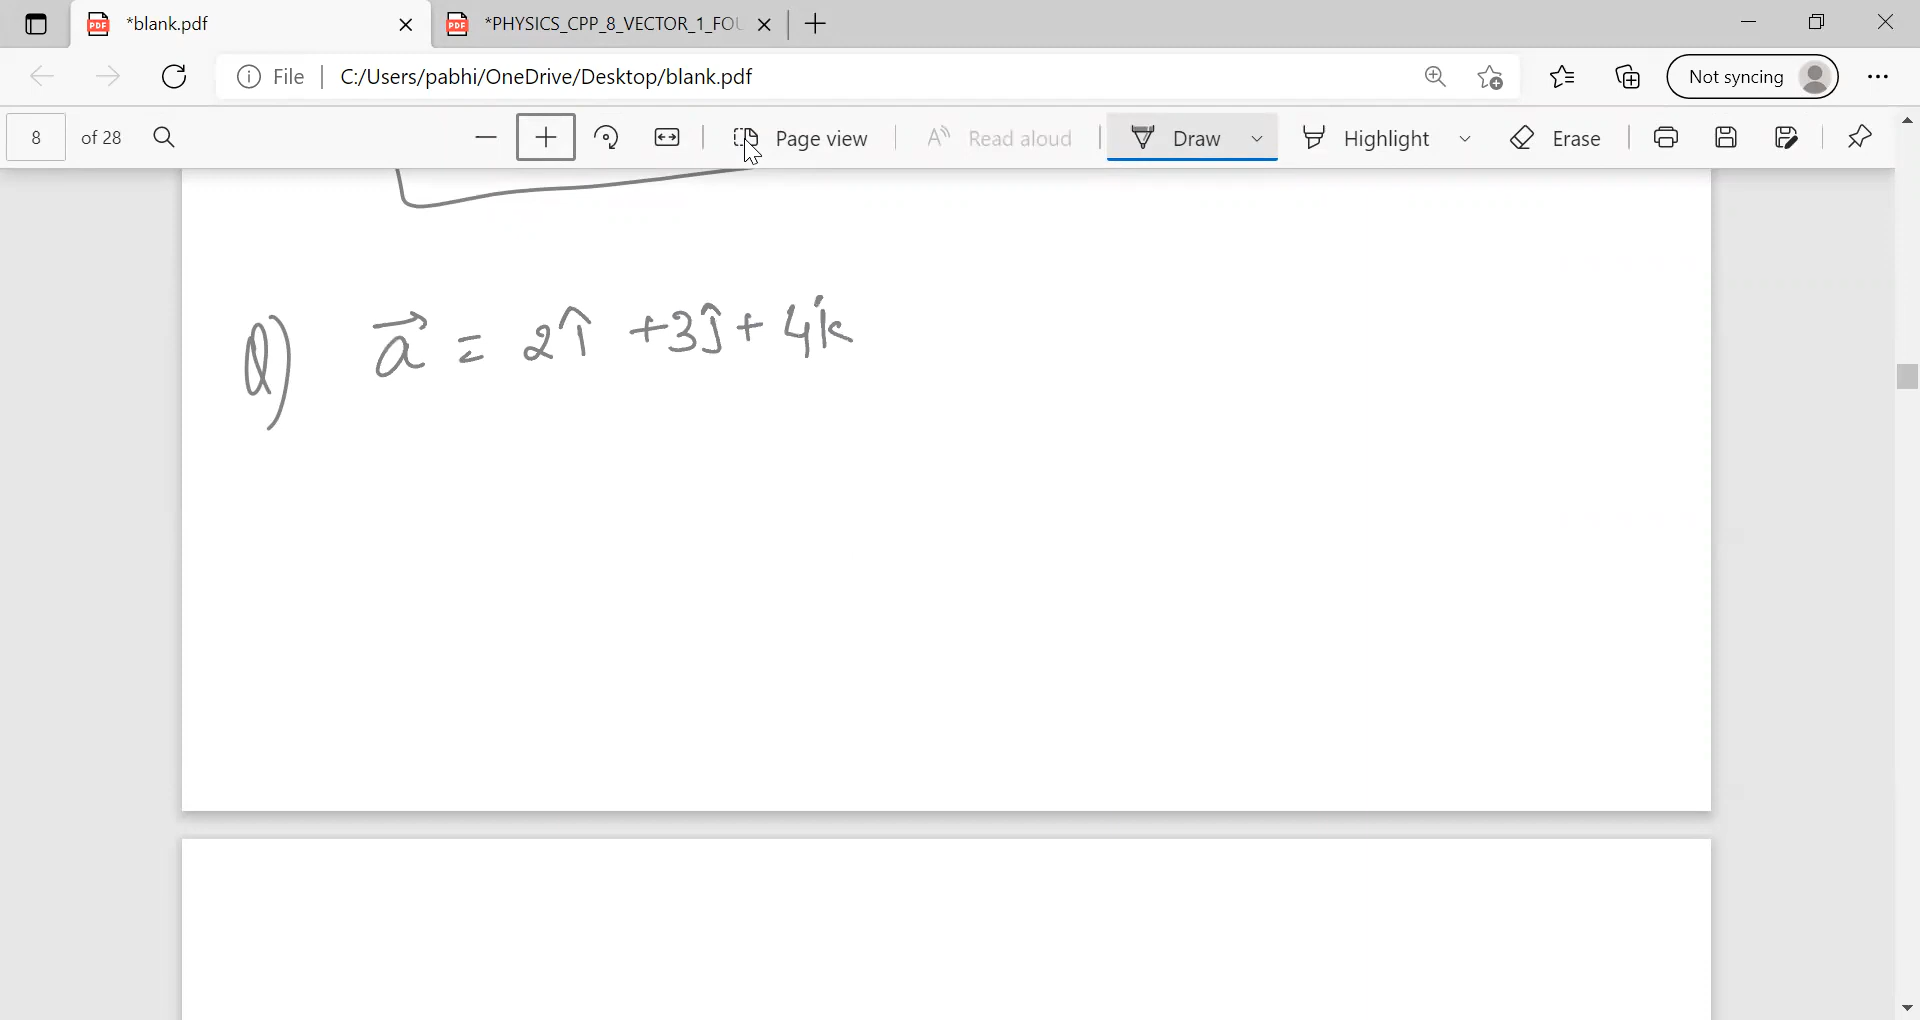 *blank.pdf
*PHYSICS_CPP_8_VECTOR_1_FOU
File
C:/Users/pabhi/OneDrive/Desktop/blank.pdf
Not syncing
8 of 28
Page view
Read aloud
Draw
Highlight
Erase
Q) a⃗ = 2î + 3ĵ + 4k̂